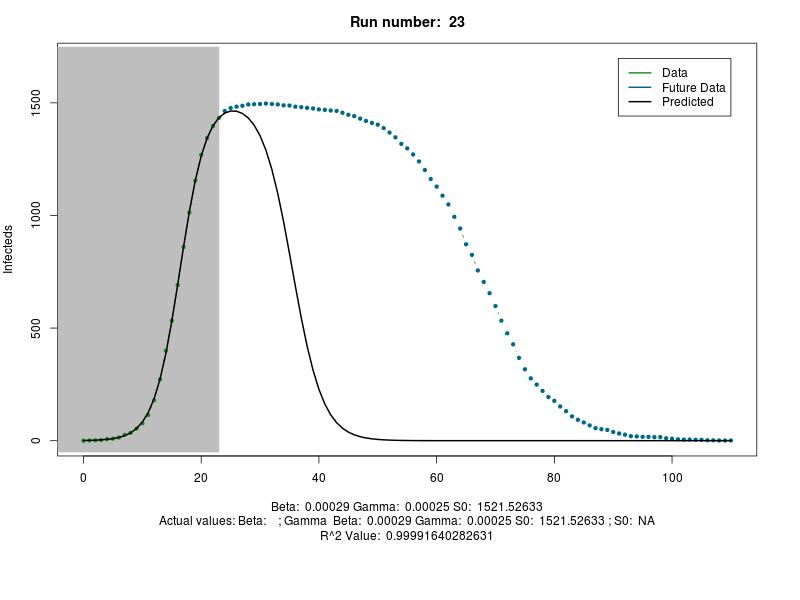 Run number: 23
Data
Future Data
Predicted
Infecteds
1500
1000
500
0
0 20 40 60 80 100
Beta: 0.00029 Gamma: 0.00025 S0: 1521.52633
Actual values: Beta: ; Gamma Beta: 0.00029 Gamma: 0.00025 S0: 1521.52633 ; S0: NA
R^2 Value: 0.99991640282631